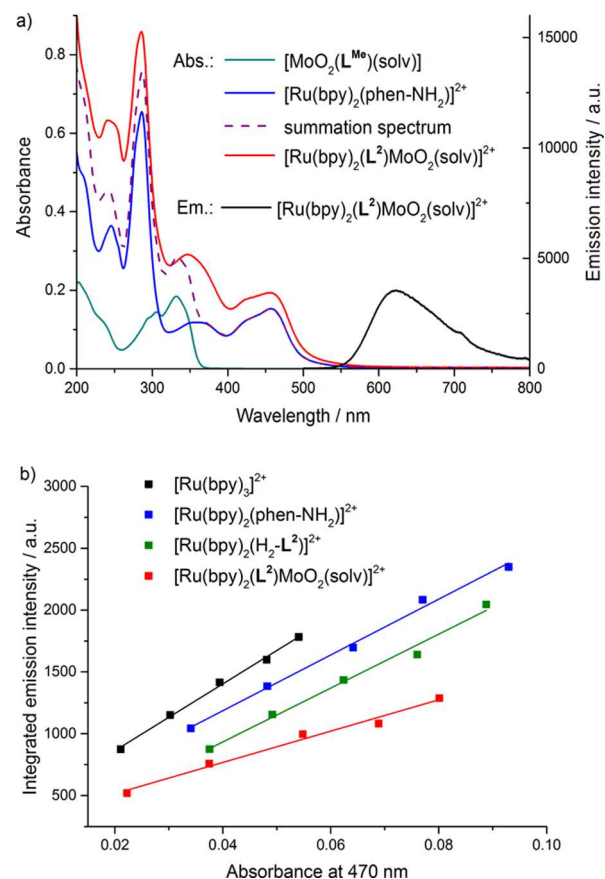 a)
0.8
0.6
0.4
0.2
0.0
Absorbance
Abs.:
[MoO₂(Lᴹᵉ)(solv)]
[Ru(bpy)₂(phen-NH₂)]²⁺
summation spectrum
[Ru(bpy)₂(L²)MoO₂(solv)]²⁺
Em.:
[Ru(bpy)₂(L²)MoO₂(solv)]²⁺
15000
10000
5000
0
Emission intensity / a.u.
200 300 400 500 600 700 800
Wavelength / nm
b)
3000
2500
2000
1500
1000
500
Integrated emission intensity / a.u.
[Ru(bpy)₃]²⁺
[Ru(bpy)₂(phen-NH₂)]²⁺
[Ru(bpy)₂(H₂-L²)]²⁺
[Ru(bpy)₂(L²)MoO₂(solv)]²⁺
0.02 0.04 0.06 0.08 0.10
Absorbance at 470 nm